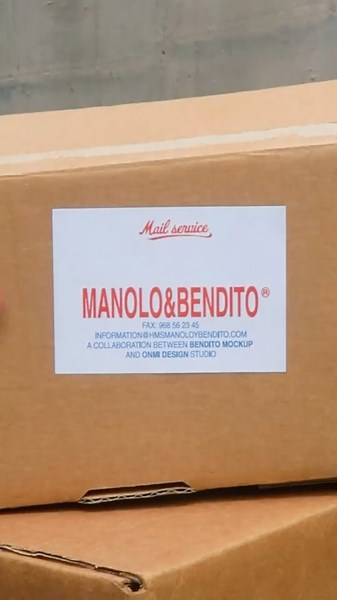 Mail service
MANOLO&BENDITO®
FAX: 968 56 23 45
INFORMATION@HMSMANOLOYBENDITO.COM
A COLLABORATION BETWEEN BENDITO MOCKUP
AND ONMI DESIGN STUDIO